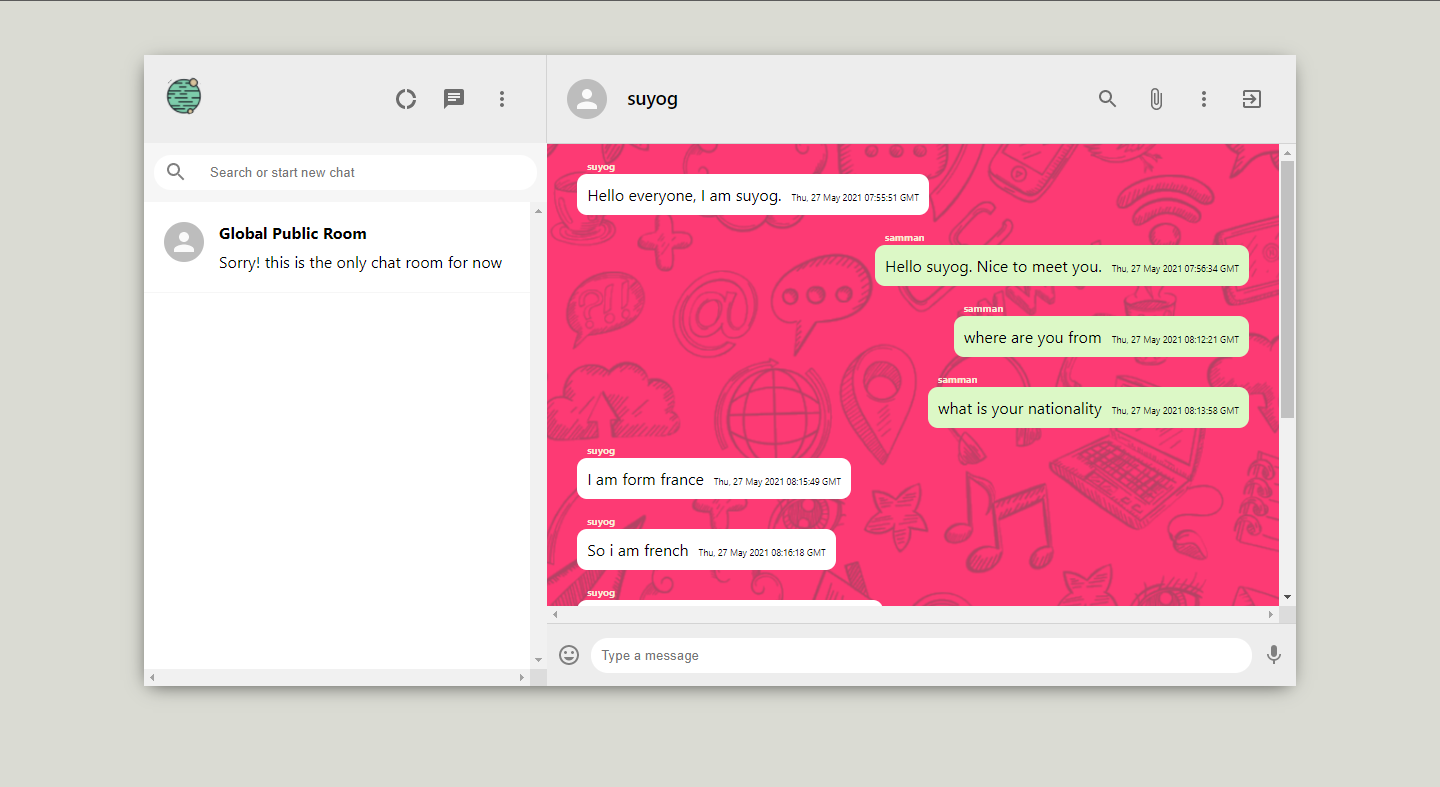 suyog
Search or start new chat
Global Public Room
Sorry! this is the only chat room for now
suyog
Hello everyone, I am suyog. Thu, 27 May 2021 07:55:51 GMT
samman
Hello suyog. Nice to meet you. Thu, 27 May 2021 07:56:34 GMT
samman
where are you from Thu, 27 May 2021 08:12:21 GMT
samman
what is your nationality Thu, 27 May 2021 08:13:58 GMT
suyog
I am form france Thu, 27 May 2021 08:15:49 GMT
suyog
So i am french Thu, 27 May 2021 08:16:18 GMT
suyog
Type a message